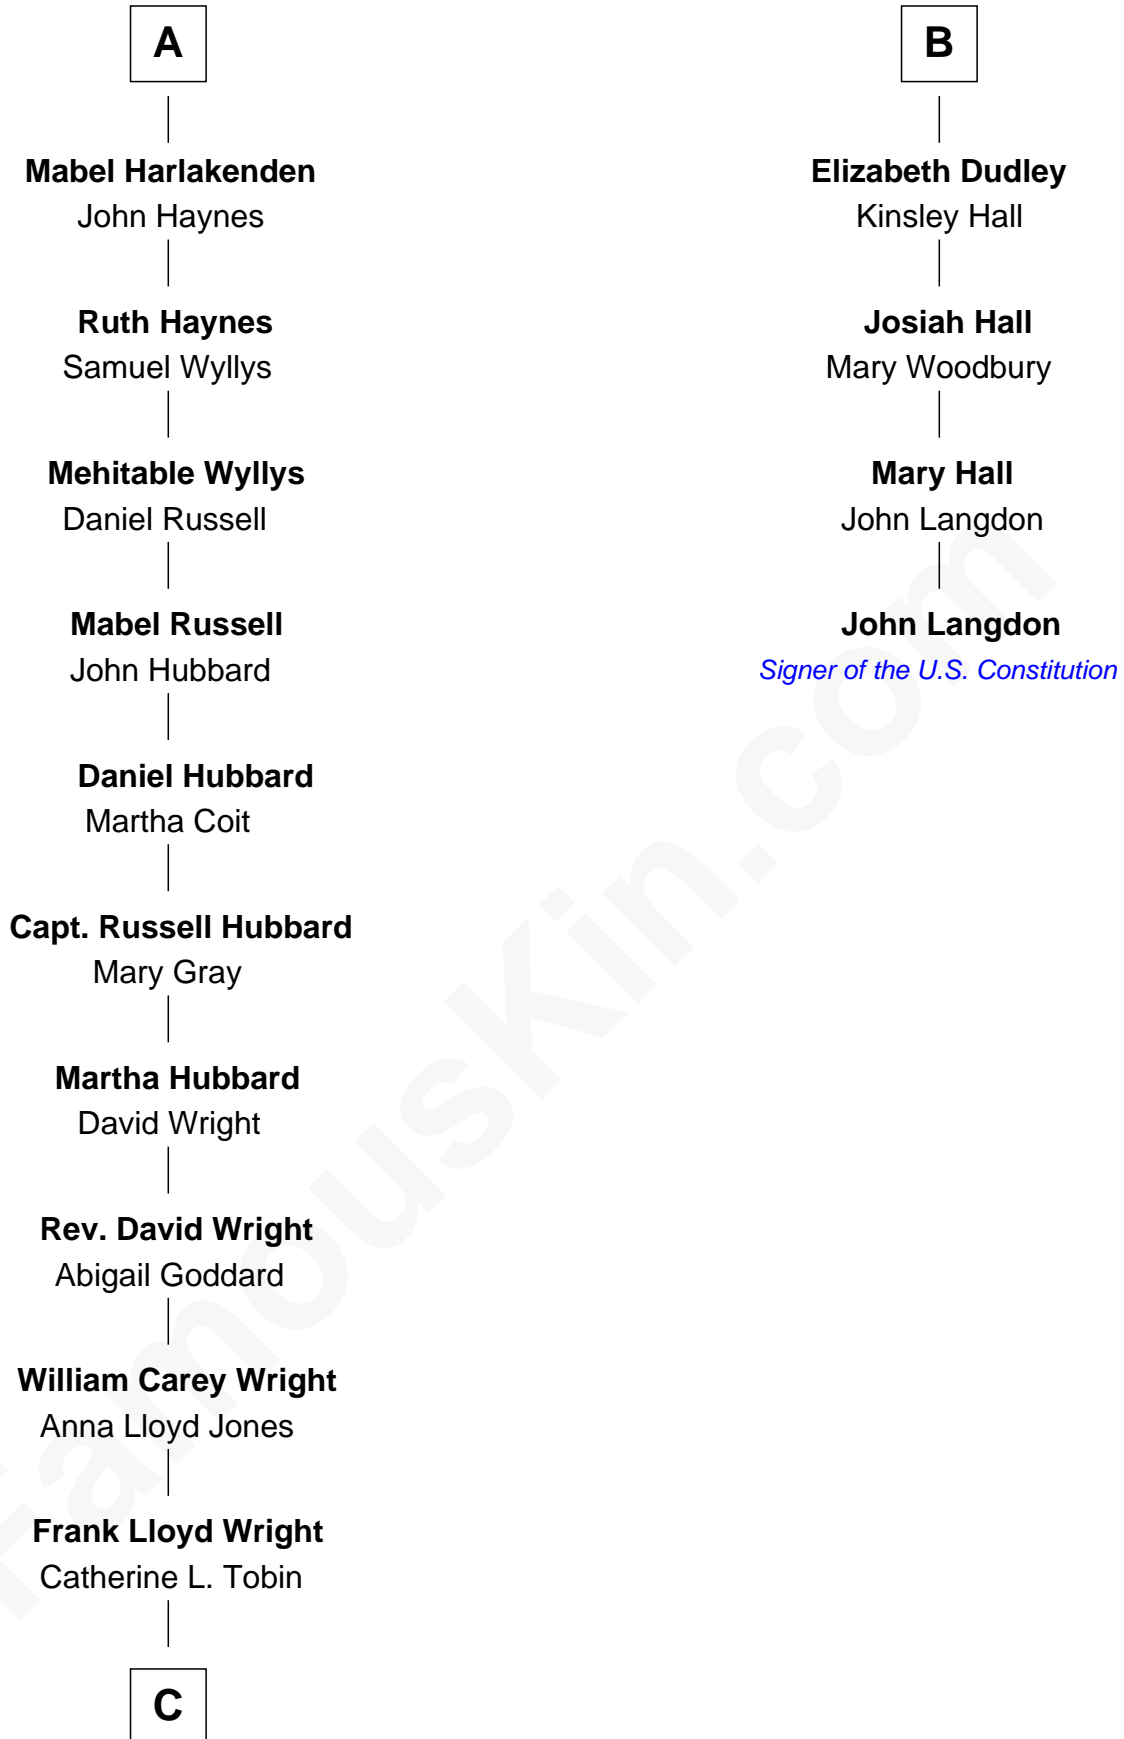 A
Mabel Harlakenden
John Haynes
Ruth Haynes
Samuel Wyllys
Mehitable Wyllys
Daniel Russell
Mabel Russell
John Hubbard
Daniel Hubbard
Martha Coit
Capt. Russell Hubbard
Mary Gray
Martha Hubbard
David Wright
Rev. David Wright
Abigail Goddard
William Carey Wright
Anna Lloyd Jones
Frank Lloyd Wright
Catherine L. Tobin
C
B
Elizabeth Dudley
Kinsley Hall
Josiah Hall
Mary Woodbury
Mary Hall
John Langdon
John Langdon
Signer of the U.S. Constitution
FamousKin.com